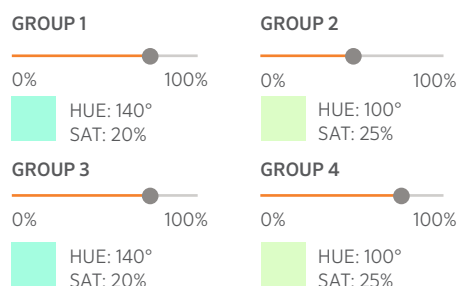 GROUP 1
0% 100%
HUE: 140°
SAT: 20%
GROUP 2
0% 100%
HUE: 100°
SAT: 25%
GROUP 3
0% 100%
HUE: 140°
SAT: 20%
GROUP 4
0% 100%
HUE: 100°
SAT: 25%